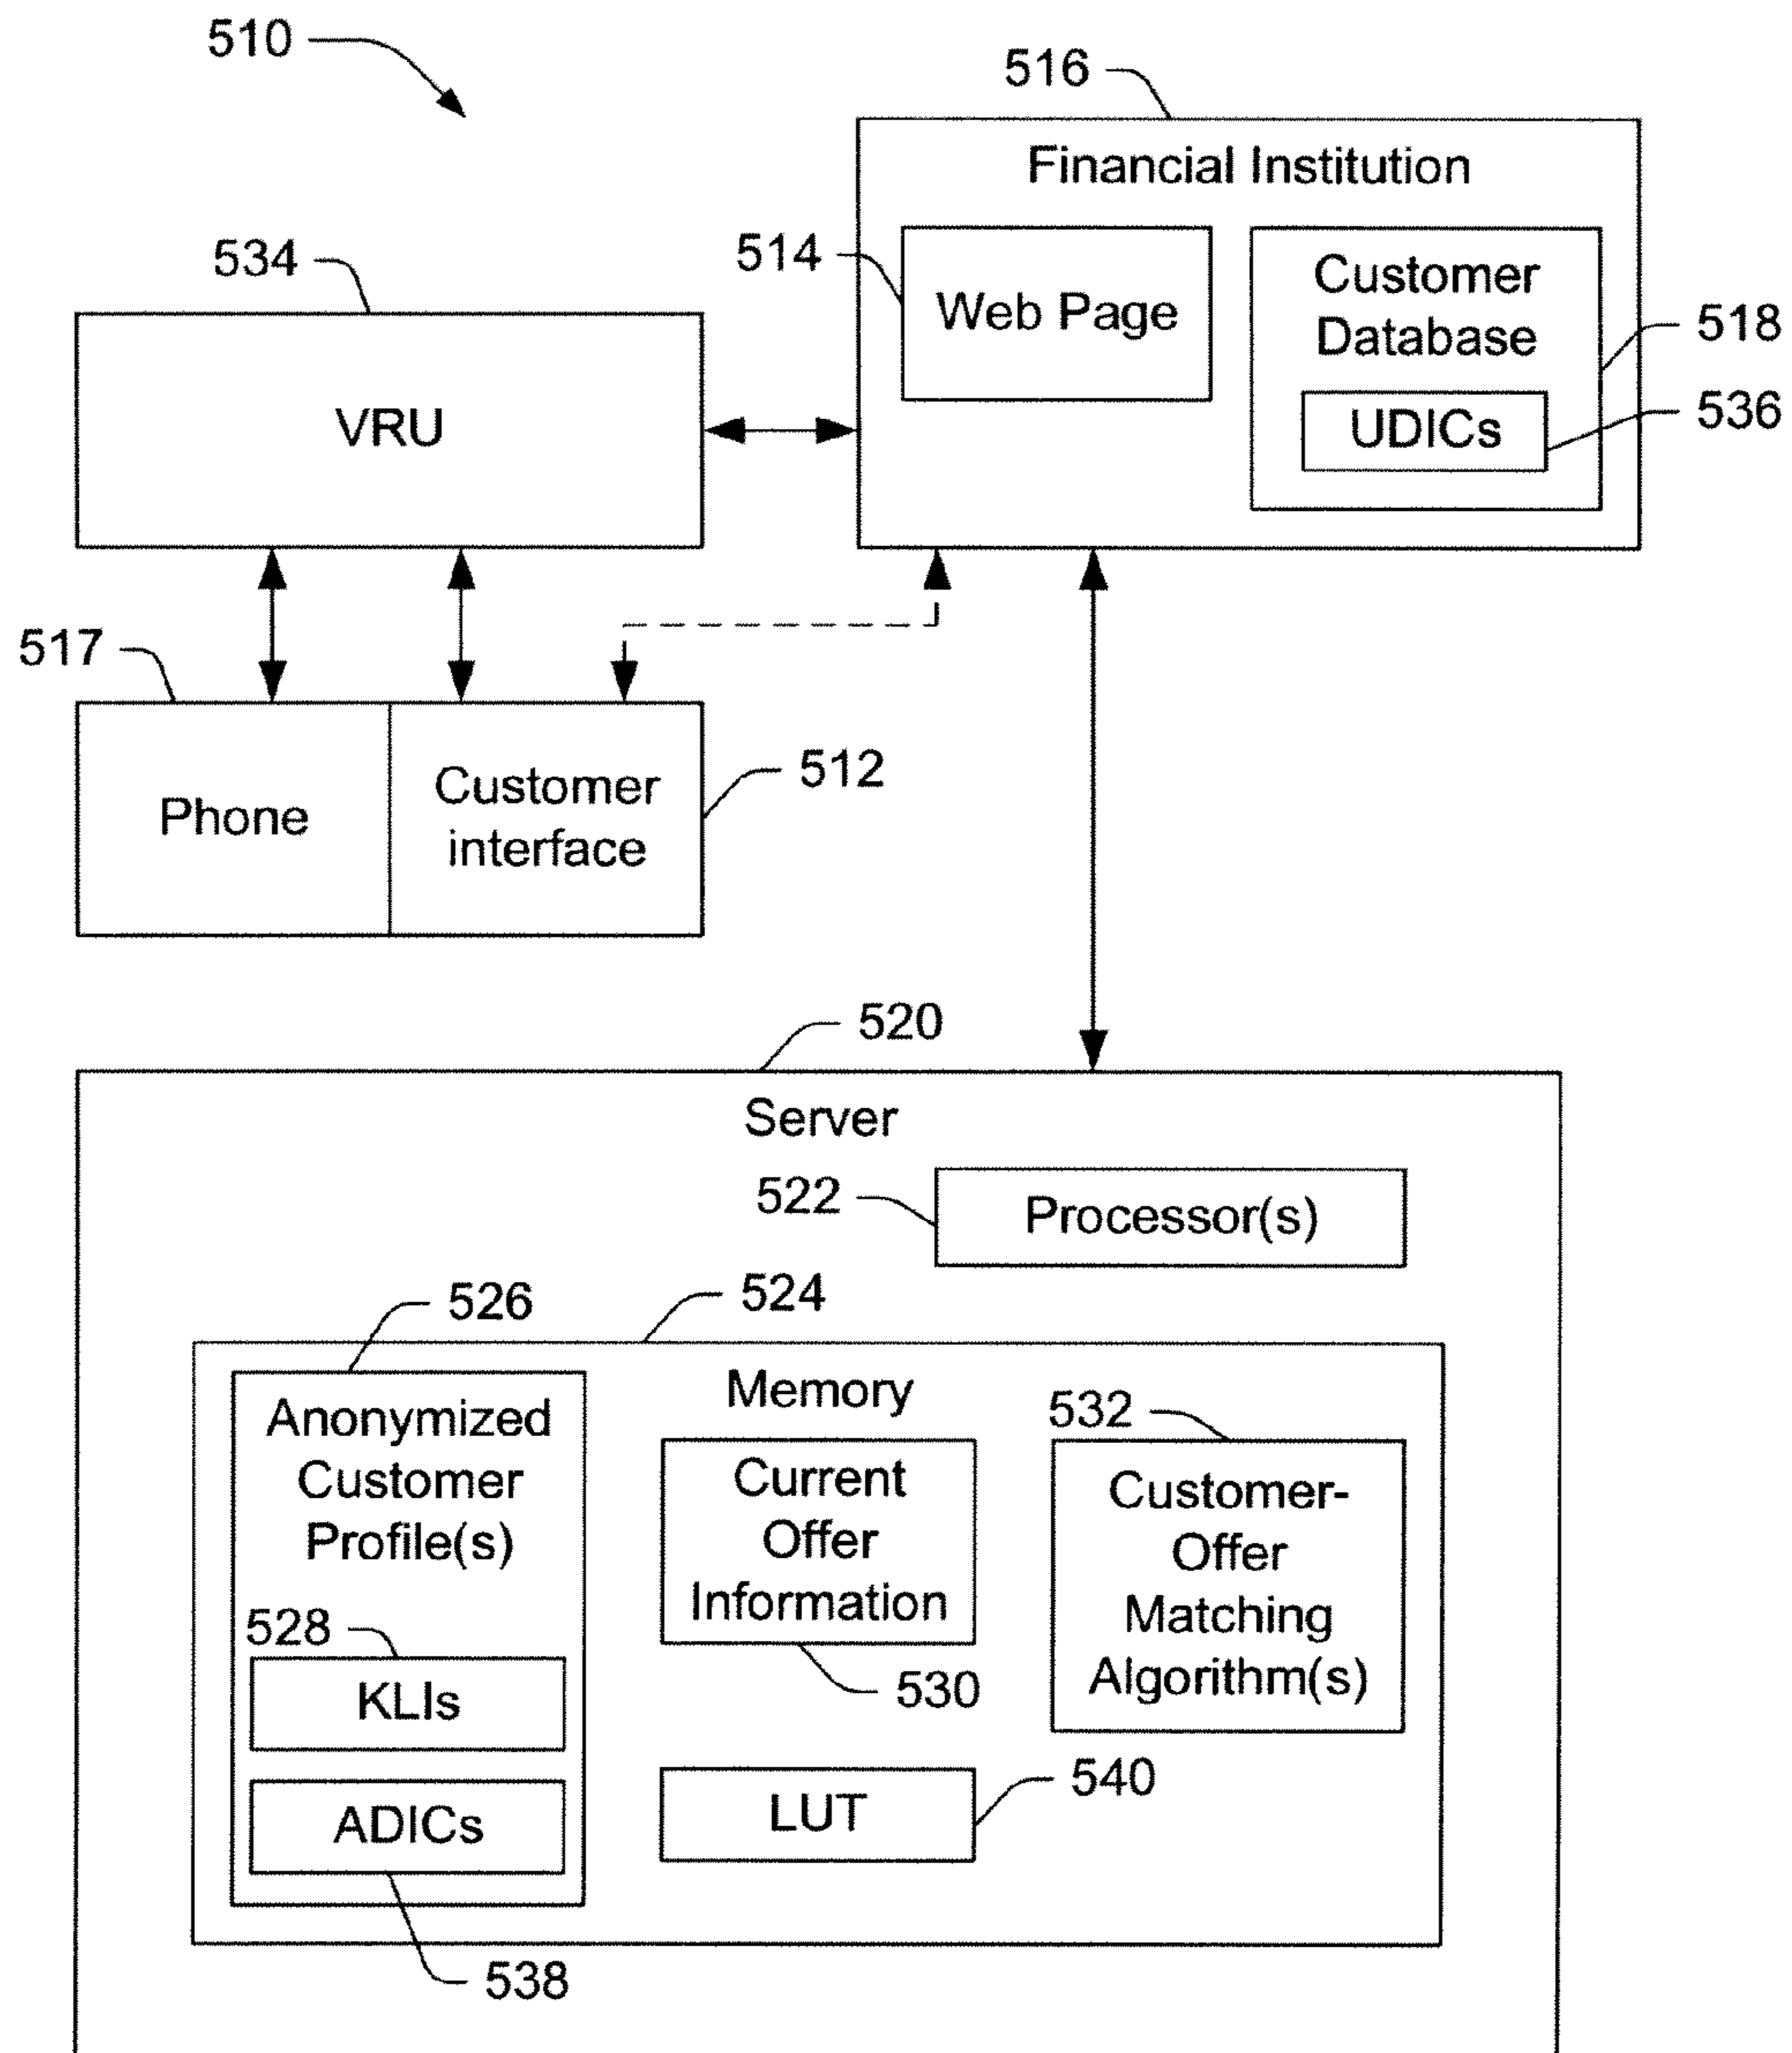 510
516
Financial Institution
534
514
Web Page
Customer
Database
518
UDICs
536
VRU
517
Phone
Customer
interface
512
520
Server
522
Processor(s)
526
524
Memory
Anonymized
Customer
Profile(s)
532
Current
Offer
Information
530
Customer-
Offer
Matching
Algorithm(s)
528
KLIs
ADICs
538
LUT
540